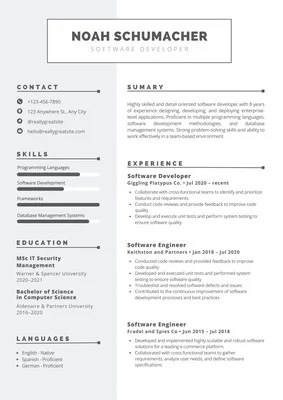 NOAH SCHUMACHER
SOFTWARE DEVELOPER
CONTACT
+123-456-7890
123 Anywhere St., Any City
@reallygreatsite
hello@reallygreatsite.com
SKILLS
Programming Languages
Software Development
Frameworks
Database Management Systems
EDUCATION
MSc IT Security
Management
Warner & Spencer University
2020-2021
Bachelor of Science
in Computer Science
Aldenaire & Partners University
2016-2020
LANGUAGES
English - Native
Spanish - Proficient
German - Proficient
SUMARY
Highly skilled and detail-oriented software developer with 8 years
of experience designing, developing, and deploying enterprise-
level applications. Proficient in multiple programming languages,
software development methodologies, and database
management systems. Strong problem-solving skills and ability to
work effectively in a team-based environment.
EXPERIENCE
Software Developer
Giggling Platypus Co. • Jul 2020 – recent
• Collaborated with cross-functional teams to identify and prioritize
features and requirements.
• Conduct code reviews and provide feedback to improve code
quality
• Develop and execute unit tests and perform system testing to
ensure software quality
Software Engineer
Keithston and Partners • Jan 2018 – Jul 2020
• Conducted code reviews and provided feedback to improve
code quality
• Developed and executed unit tests and performed system
testing to ensure software quality
• Troubleshot and resolved software defects and issues
• Contributed to the continuous improvement of software
development processes and best practices
Software Engineer
Fradel and Spies Co • Jun 2015 – Jul 2018
• Developed and implemented highly scalable and robust software
solutions for a leading e-commerce platform.
• Collaborated with cross-functional teams to gather
requirements, analyze user needs, and define software
specifications.